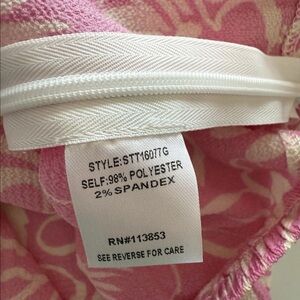 STYLE:STT16077G
SELF:98% POLYESTER
2% SPANDEX
RN#113853
SEE REVERSE FOR CARE